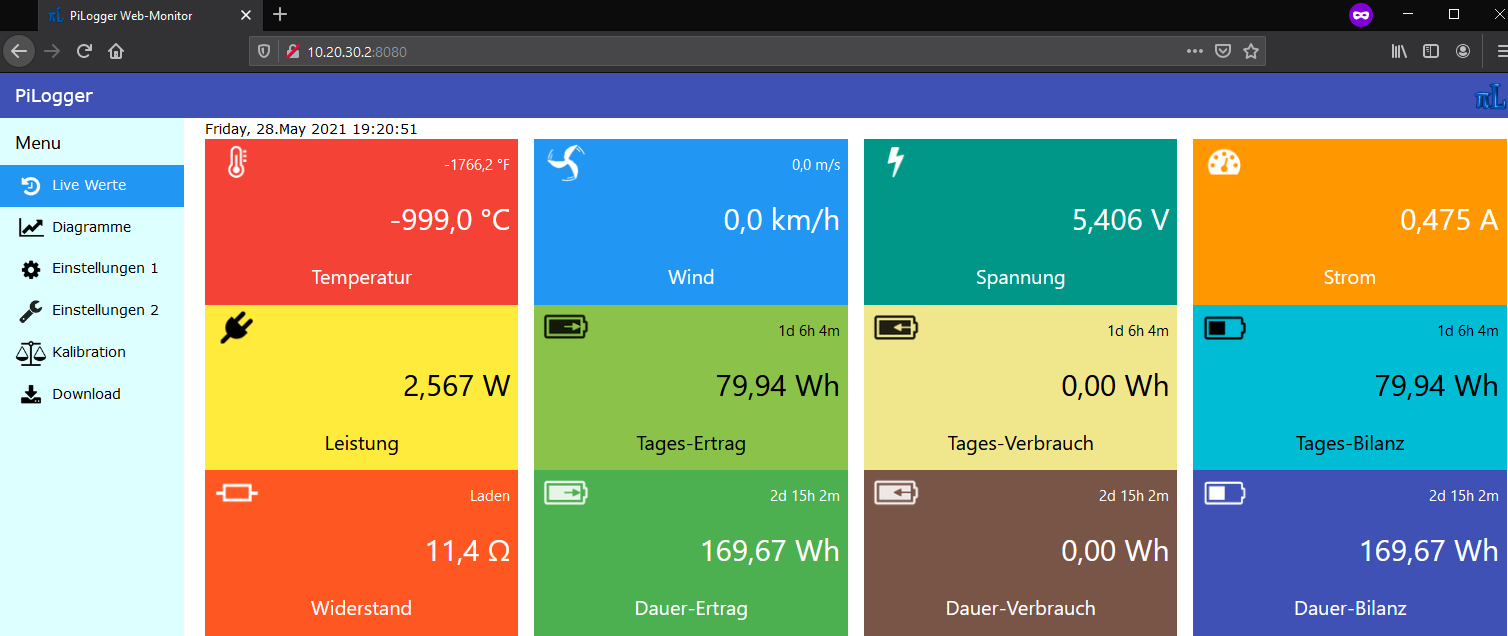 PiLogger Web-Monitor
10.20.30.2:8080
PiLogger
πL
Menu
Live Werte
Diagramme
Einstellungen 1
Einstellungen 2
Kalibration
Download
Friday, 28.May 2021 19:20:51
-1766,2 °F
-999,0 °C
Temperatur
0,0 m/s
0,0 km/h
Wind
5,406 V
Spannung
0,475 A
Strom
2,567 W
Leistung
1d 6h 4m
79,94 Wh
Tages-Ertrag
1d 6h 4m
0,00 Wh
Tages-Verbrauch
1d 6h 4m
79,94 Wh
Tages-Bilanz
Laden
11,4 Ω
Widerstand
2d 15h 2m
169,67 Wh
Dauer-Ertrag
2d 15h 2m
0,00 Wh
Dauer-Verbrauch
2d 15h 2m
169,67 Wh
Dauer-Bilanz